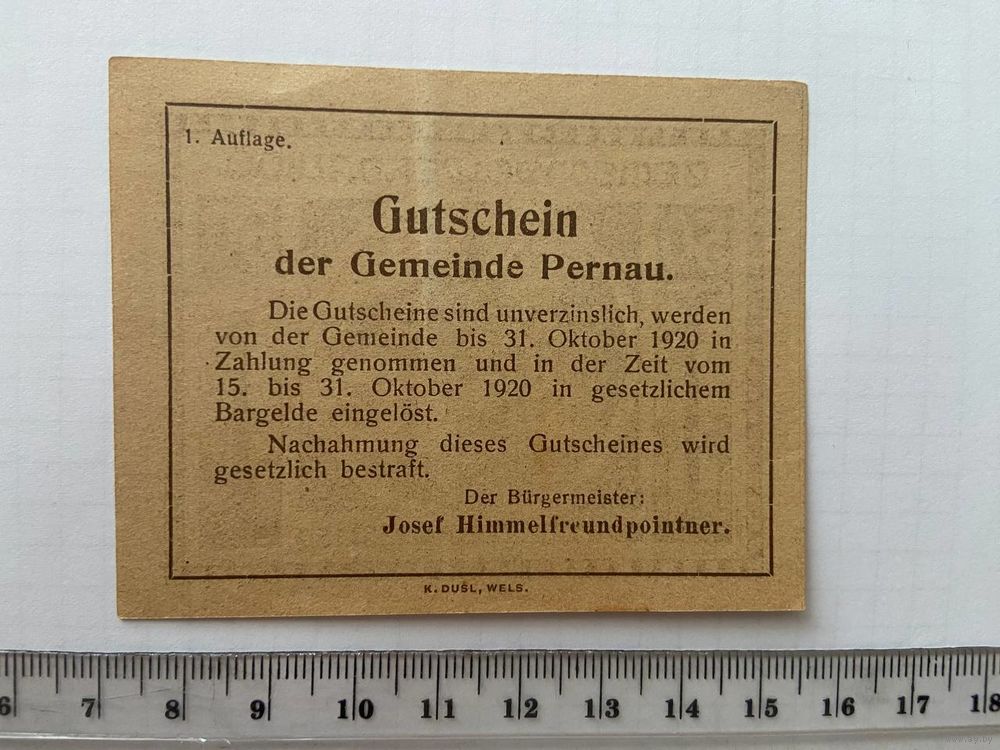 1. Auflage.
Gutschein
der Gemeinde Pernau.
Die Gutscheine sind unverzinslich, werden
von der Gemeinde bis 31. Oktober 1920 in
Zahlung genommen und in der Zeit vom
15. bis 31. Oktober 1920 in gesetzlichem
Bargelde eingelöst.
Nachahmung dieses Gutscheines wird
gesetzlich bestraft.
Der Bürgermeister:
Josef Himmelfreundpointner.
K. DUSL, WELS.
6 7 8 9 10 11 12 13 14 15 16 17 18